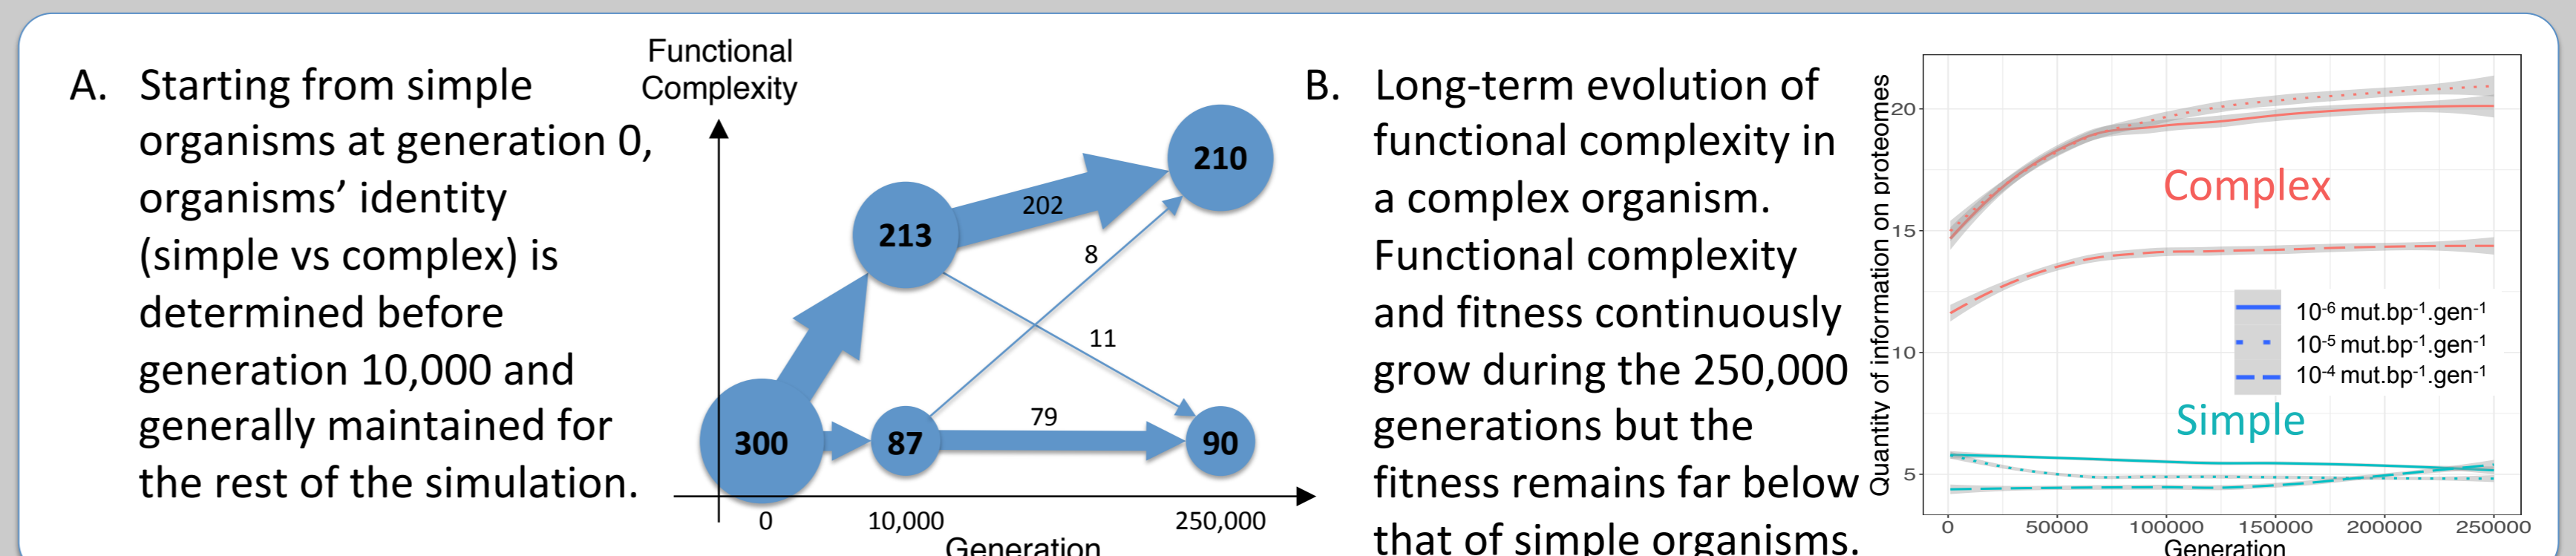 A. Starting from simple
organisms at generation 0,
organisms’ identity
(simple vs complex) is
determined before
generation 10,000 and
generally maintained for
the rest of the simulation.
Functional
Complexity
210
213
202
8
11
300
87
79
90
0
10,000
250,000
Generation
B. Long-term evolution of
functional complexity in
a complex organism.
Functional complexity
and fitness continuously
grow during the 250,000
generations but the
fitness remains far below
that of simple organisms.
Quantity of information on proteomes
20
15
10
5
Complex
10⁻⁶ mut.bp⁻¹.gen⁻¹
10⁻⁵ mut.bp⁻¹.gen⁻¹
10⁻⁴ mut.bp⁻¹.gen⁻¹
Simple
0 50000 100000 150000 200000 250000
Generation